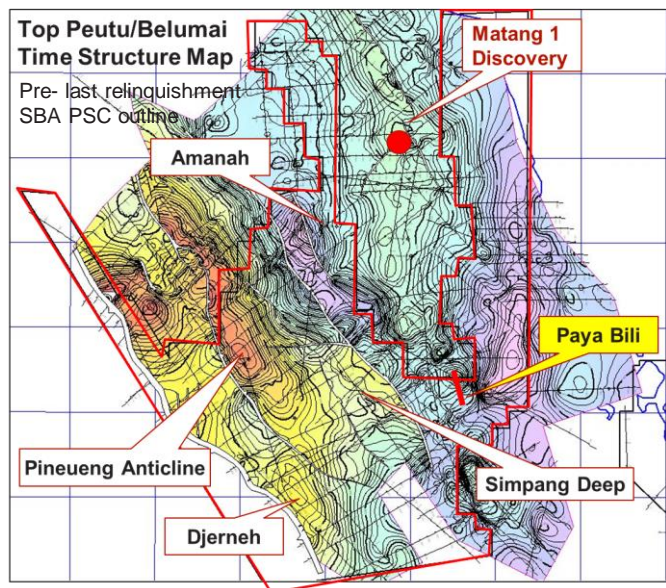 Top Peutu/Belumai
Time Structure Map
Pre- last relinquishment
SBA PSC outline
Matang 1
Discovery
Amanah
Paya Bili
Pineueng Anticline
Simpang Deep
Djerneh